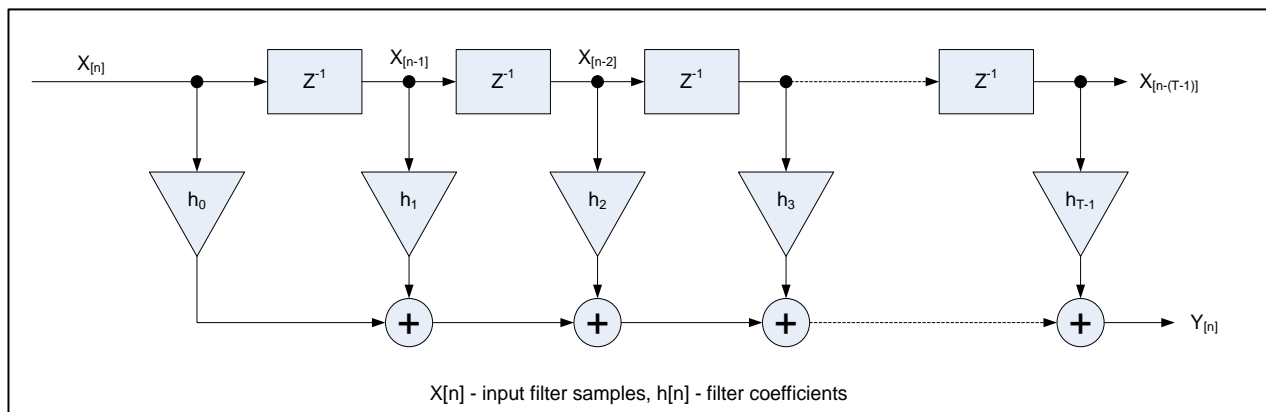 X[n]
Z-1
X[n-1]
Z-1
X[n-2]
Z-1
Z-1
X[n-(T-1)]
h0
h1
h2
h3
hT-1
+
+
+
+
Y[n]
X[n] - input filter samples, h[n] - filter coefficients